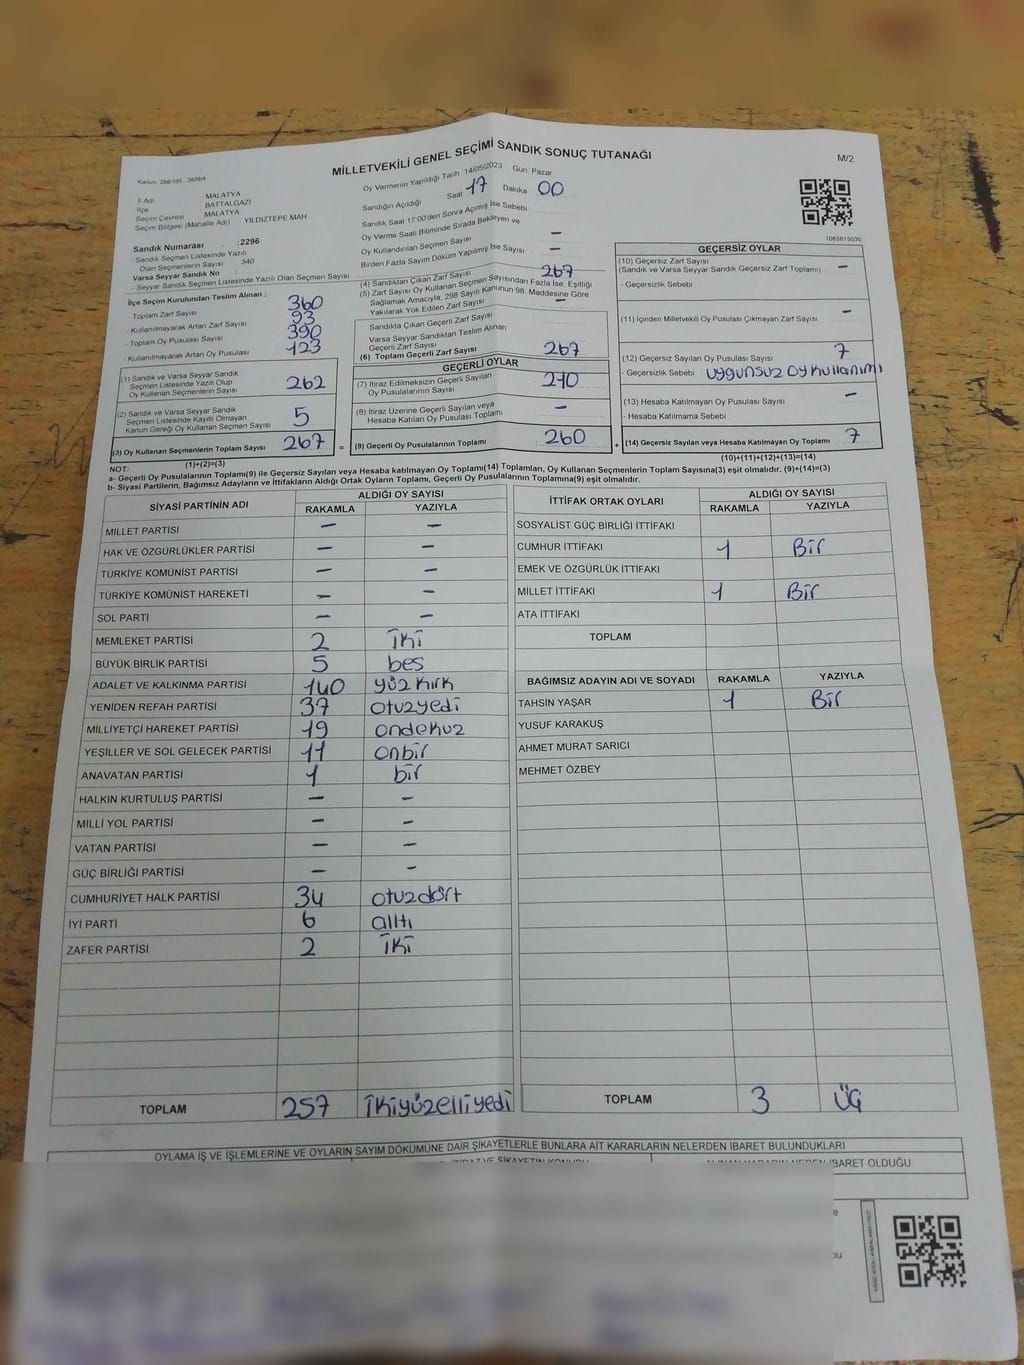 MİLLETVEKİLİ GENEL SEÇİMİ SANDIK SONUÇ TUTANAĞI
M/2
Oy Vermenin Yapıldığı Tarih 14/05/2023 Gün: Pazar
Sandığın Açıldığı Saat 17 Dakika 00
Sandık Saat 17:00'den Sonra Açımış İse Sebebi
Oy Verme Saati Bitiminde Sırada Bekleyen ve
Oy Kullandırılan Seçmen Sayısı –
Birden Fazla Sayım Döküm Yapılmış İse Sayısı –
İl Adı MALATYA
İlçe BATTALGAZİ
Seçim Çevresi MALATYA
Seçim Bölgesi (Mahalle Adı) YILDIZTEPE MAH
Sandık Numarası :2296
Sandık Seçmen Listesinde Yazılı
Olan Seçmenlerin Sayısı 340
Varsa Seyyar Sandık No
- Seyyar Sandık Seçmen Listesinde Yazılı Olan Seçmen Sayısı
İlçe Seçim Kurulundan Teslim Alınan ;
- Toplam Zarf Sayısı 360
- Kullanılmayarak Artan Zarf Sayısı 93
- Toplam Oy Pusulası Sayısı 390
- Kullanılmayarak Artan Oy Pusulası 123
(1) Sandık ve Varsa Seyyar Sandık
Seçmen Listesinde Yazılı Olup
Oy Kullanan Seçmenlerin Sayısı 262
(2) Sandık ve Varsa Seyyar Sandık
Seçmen Listesinde Kayıtlı Olmayan
Kanun Gereği Oy Kullanan Seçmen Sayısı 5
(3) Oy Kullanan Seçmenlerin Toplam Sayısı 267 =
(1)+(2)=(3)
(4) Sandıktan Çıkan Zarf Sayısı 267
(5) Zarf Sayısı Oy Kullanan Seçmen Sayısından Fazla İse, Eşitliği
Sağlamak Amacıyla, 298 Sayılı Kanunun 98. Maddesine Göre
Yakılarak Yok Edilen Zarf Sayısı –
Sandıkta Çıkan Geçerli Zarf Sayısı
Varsa Seyyar Sandıktan Teslim Alınan
Geçerli Zarf Sayısı
(6) Toplam Geçerli Zarf Sayısı 267
GEÇERLİ OYLAR
(7) İtiraz Edilmeksizin Geçerli Sayılan
Oy Pusulasının Sayısı
(8) İtiraz Üzerine Geçerli Sayılan veya
Hesaba Katılan Oy Pusulası Toplamı –
(9) Geçerli Oy Pusulalarının Toplamı 260 +
1083615030
GEÇERSİZ OYLAR
(10) Geçersiz Zarf Sayısı
(Sandık ve Varsa Seyyar Sandık Geçersiz Zarf Toplamı) –
- Geçersizlik Sebebi
(11) İçinden Milletvekili Oy Pusulası Çıkmayan Zarf Sayısı –
(12) Geçersiz Sayılan Oy Pusulası Sayısı 7
- Geçersizlik Sebebi uygunsuz oy kullanımı
(13) Hesaba Katılmayan Oy Pusulası Sayısı –
- Hesaba Katılmama Sebebi
(14) Geçersiz Sayılan veya Hesaba Katılmayan Oy Toplamı 7
(10)+(11)+(12)+(13)=(14)
NOT:
a- Geçerli Oy Pusulalarının Toplamı(9) ile Geçersiz Sayılan veya Hesaba katılmayan Oy Toplamı(14) Toplamları, Oy Kullanan Seçmenlerin Toplam Sayısına(3) eşit olmalıdır. (9)+(14)=(3)
b- Siyasi Partilerin, Bağımsız Adayların ve İttifakların Aldığı Ortak Oyların Toplamı, Geçerli Oy Pusulalarının Toplamına(9) eşit olmalıdır.
SİYASİ PARTİNİN ADI ALDIĞI OY SAYISI
RAKAMLA YAZIYLA
MİLLET PARTİSİ – –
HAK VE ÖZGÜRLÜKLER PARTİSİ – –
TÜRKİYE KOMÜNİST PARTİSİ – –
TÜRKİYE KOMÜNİST HAREKETİ – –
SOL PARTİ – –
MEMLEKET PARTİSİ 2 iki
BÜYÜK BİRLİK PARTİSİ 5 beş
ADALET VE KALKINMA PARTİSİ 140 yüz kırk
YENİDEN REFAH PARTİSİ 37 otuzyedi
MİLLİYETÇİ HAREKET PARTİSİ 19 ondokuz
YEŞİLLER VE SOL GELECEK PARTİSİ 11 onbir
ANAVATAN PARTİSİ 1 bir
HALKIN KURTULUŞ PARTİSİ – –
MİLLİ YOL PARTİSİ – –
VATAN PARTİSİ – –
GÜÇ BİRLİĞİ PARTİSİ – –
CUMHURİYET HALK PARTİSİ 34 otuzdört
İYİ PARTİ 6 alltı
ZAFER PARTİSİ 2 iki
TOPLAM 257 ikiyüzelliyedi
İTTİFAK ORTAK OYLARI ALDIĞI OY SAYISI
RAKAMLA YAZIYLA
SOSYALİST GÜÇ BİRLİĞİ İTTİFAKI
CUMHUR İTTİFAKI 1 Bir
EMEK VE ÖZGÜRLÜK İTTİFAKI
MİLLET İTTİFAKI 1 Bir
ATA İTTİFAKI
TOPLAM
BAĞIMSIZ ADAYIN ADI VE SOYADI RAKAMLA YAZIYLA
TAHSİN YAŞAR 1 Bir
YUSUF KARAKUŞ
AHMET MURAT SARICI
MEHMET ÖZBEY
TOPLAM 3 Üç
OYLAMA İŞ VE İŞLEMLERİNE VE OYLARIN SAYIM DÖKÜMÜNE DAİR ŞİKAYETLERLE BUNLARA AİT KARARLARIN NELERDEN İBARET BULUNDUKLARI
İBARET OLDUĞU